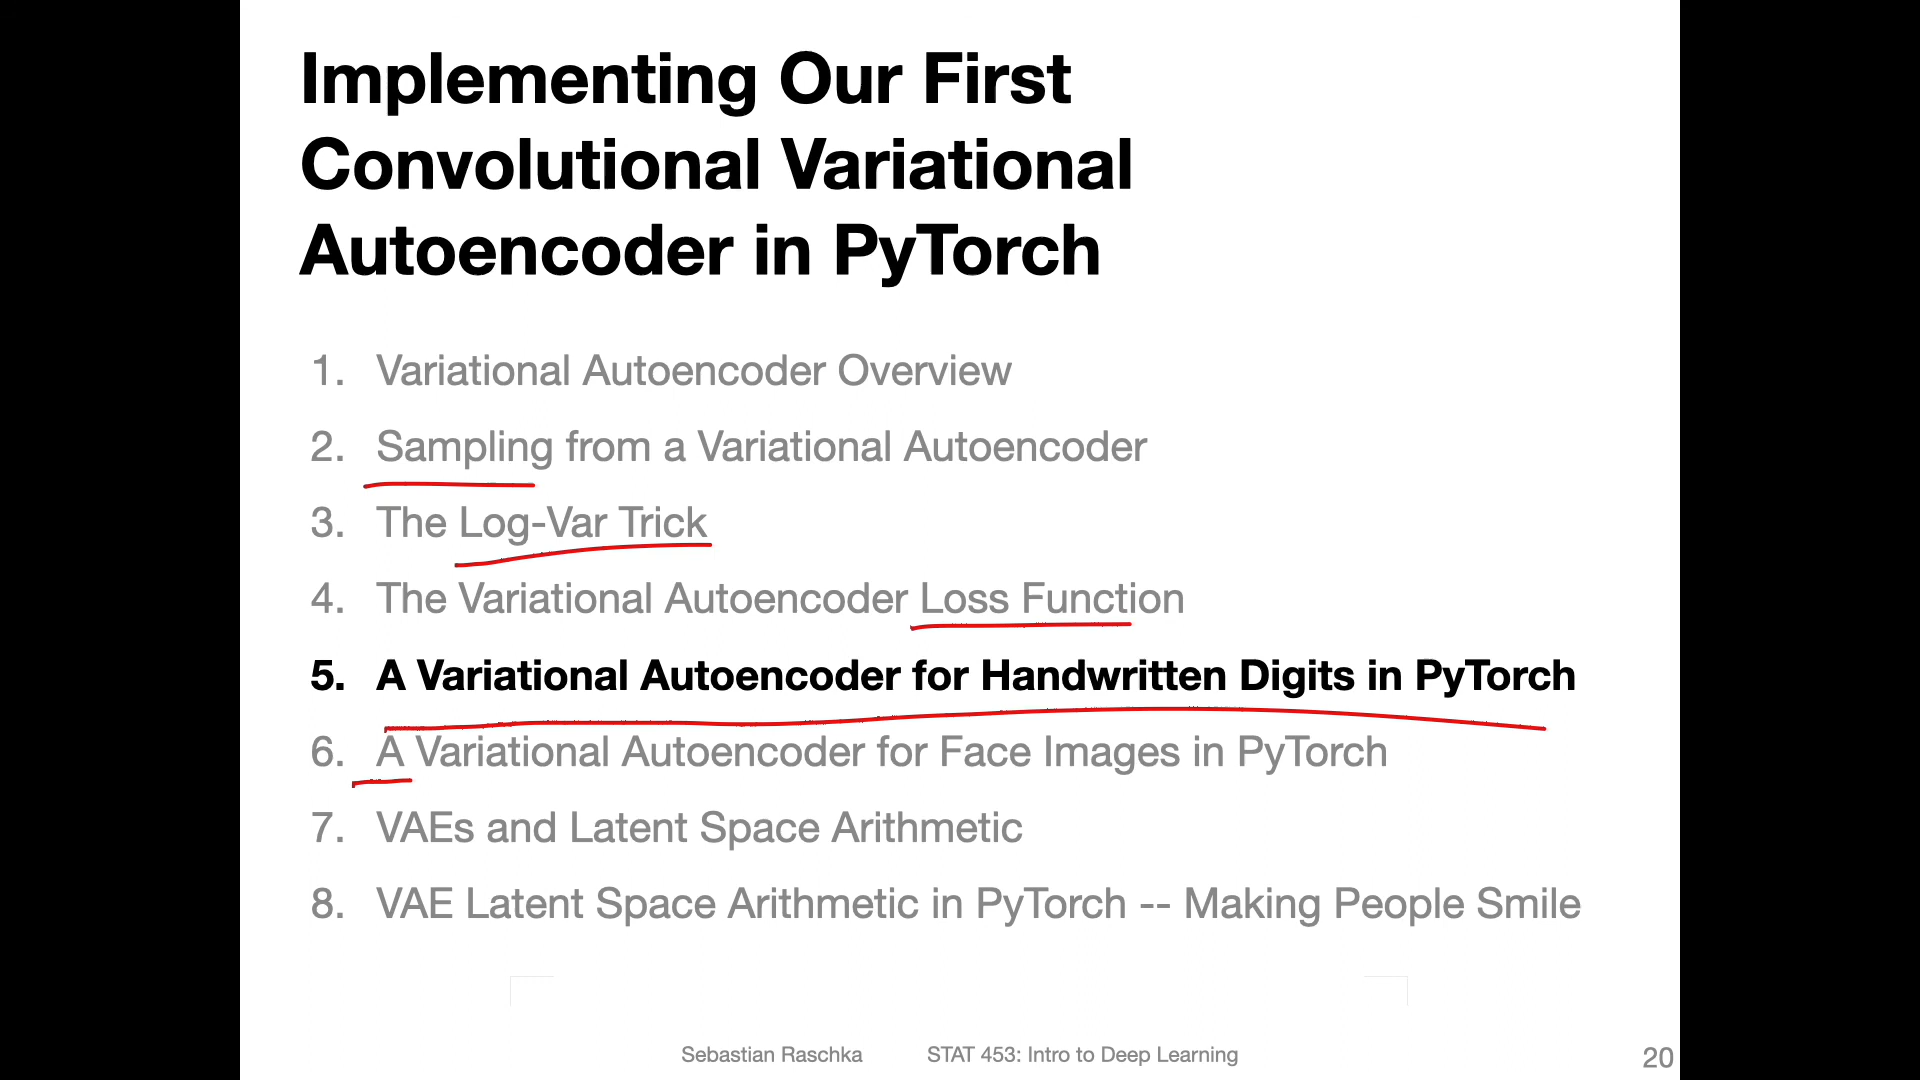 Implementing Our First
Convolutional Variational
Autoencoder in PyTorch
1. Variational Autoencoder Overview
2. Sampling from a Variational Autoencoder
3. The Log-Var Trick
4. The Variational Autoencoder Loss Function
5. A Variational Autoencoder for Handwritten Digits in PyTorch
6. A Variational Autoencoder for Face Images in PyTorch
7. VAEs and Latent Space Arithmetic
8. VAE Latent Space Arithmetic in PyTorch -- Making People Smile
Sebastian Raschka STAT 453: Intro to Deep Learning 20